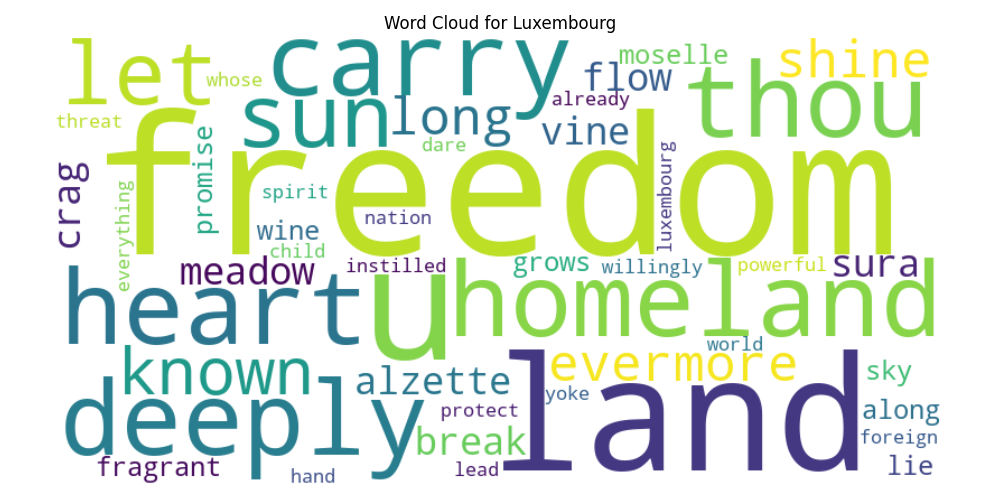 Word Cloud for Luxembourg
let whose carry moselle flow shine
threat sun long already vine thou
crag promise freedom dare
everything spirit nation luxembourg
wine child
meadow instilled grows willingly powerful sura
heart u homeland
known evermore world sky
deeply alzette yoke land along
protect break foreign
fragrant hand lead lie